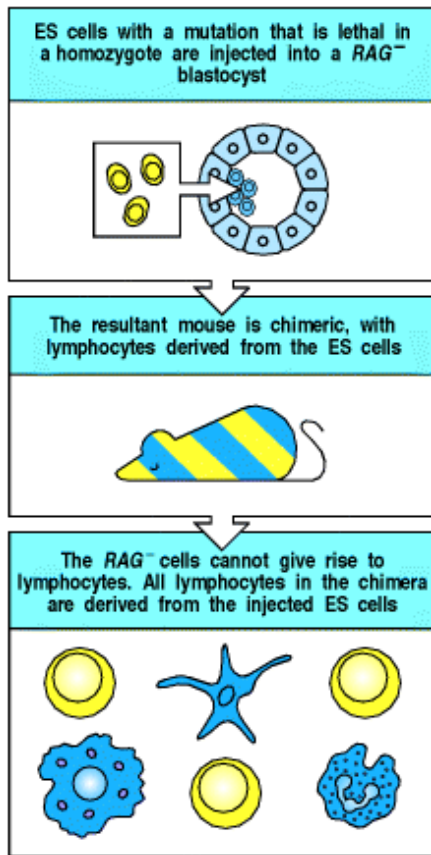 ES cells with a mutation that is lethal in
a homozygote are injected into a RAG⁻
blastocyst
The resultant mouse is chimeric, with
lymphocytes derived from the ES cells
The RAG⁻ cells cannot give rise to
lymphocytes. All lymphocytes in the chimera
are derived from the injected ES cells